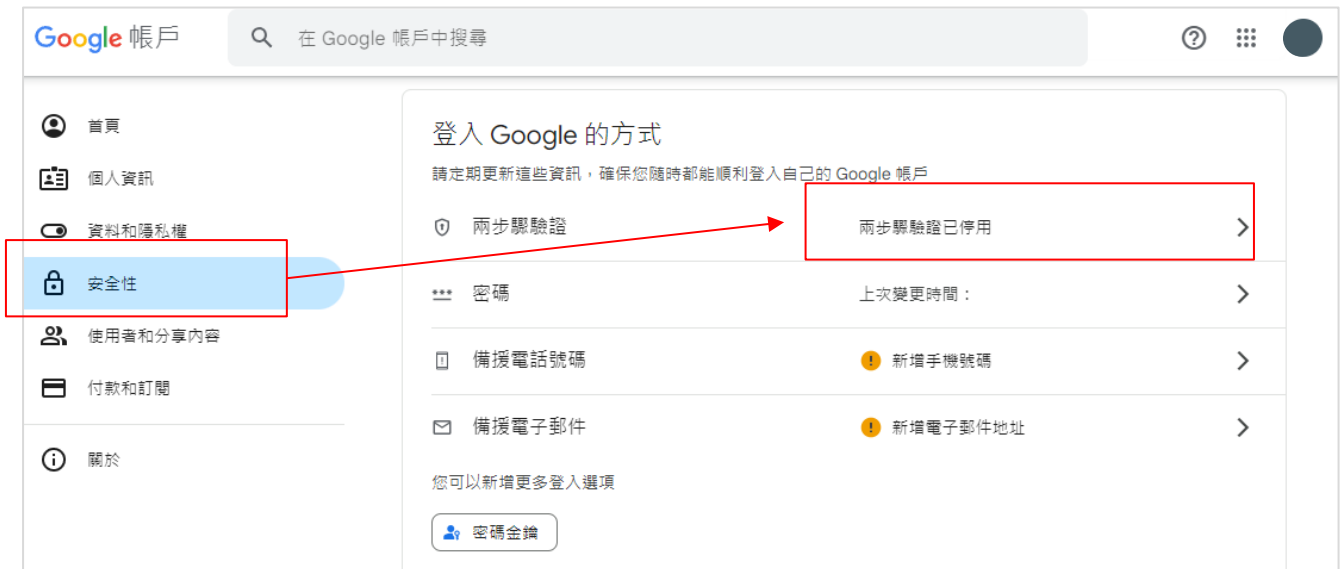 Google 帳戶
在 Google 帳戶中搜尋
首頁
個人資訊
資料和隱私權
安全性
使用者和分享內容
付款和訂閱
關於
登入 Google 的方式
請定期更新這些資訊，確保您隨時都能順利登入自己的 Google 帳戶
兩步驟驗證
兩步驟驗證已停用
密碼
上次變更時間：
備援電話號碼
新增手機號碼
備援電子郵件
新增電子郵件地址
您可以新增更多登入選項
密碼金鑰